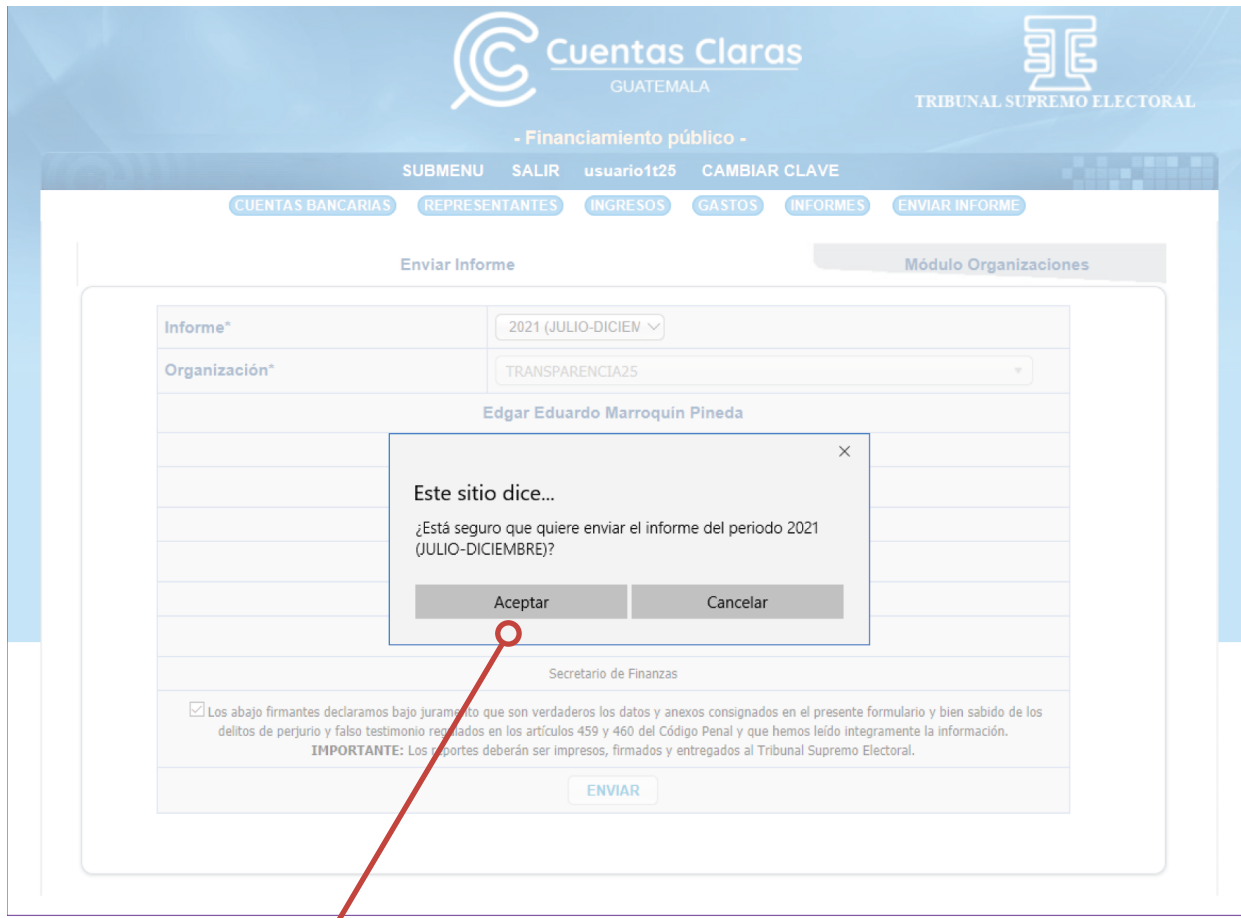 Cuentas Claras
GUATEMALA
TRIBUNAL SUPREMO ELECTORAL
- Financiamiento público -
SUBMENU SALIR usuario1t25 CAMBIAR CLAVE
CUENTAS BANCARIAS REPRESENTANTES INGRESOS GASTOS INFORMES ENVIAR INFORME
Enviar Informe Módulo Organizaciones
Informe* 2021 (JULIO-DICIEM
Organización* TRANSPARENCIA25
Edgar Eduardo Marroquin Pineda
Este sitio dice...
¿Está seguro que quiere enviar el informe del periodo 2021
(JULIO-DICIEMBRE)?
Aceptar Cancelar
Secretario de Finanzas
Los abajo firmantes declaramos bajo juramento que son verdaderos los datos y anexos consignados en el presente formulario y bien sabido de los
delitos de perjurio y falso testimonio regulados en los artículos 459 y 460 del Código Penal y que hemos leído integramente la información.
IMPORTANTE: Los reportes deberán ser impresos, firmados y entregados al Tribunal Supremo Electoral.
ENVIAR